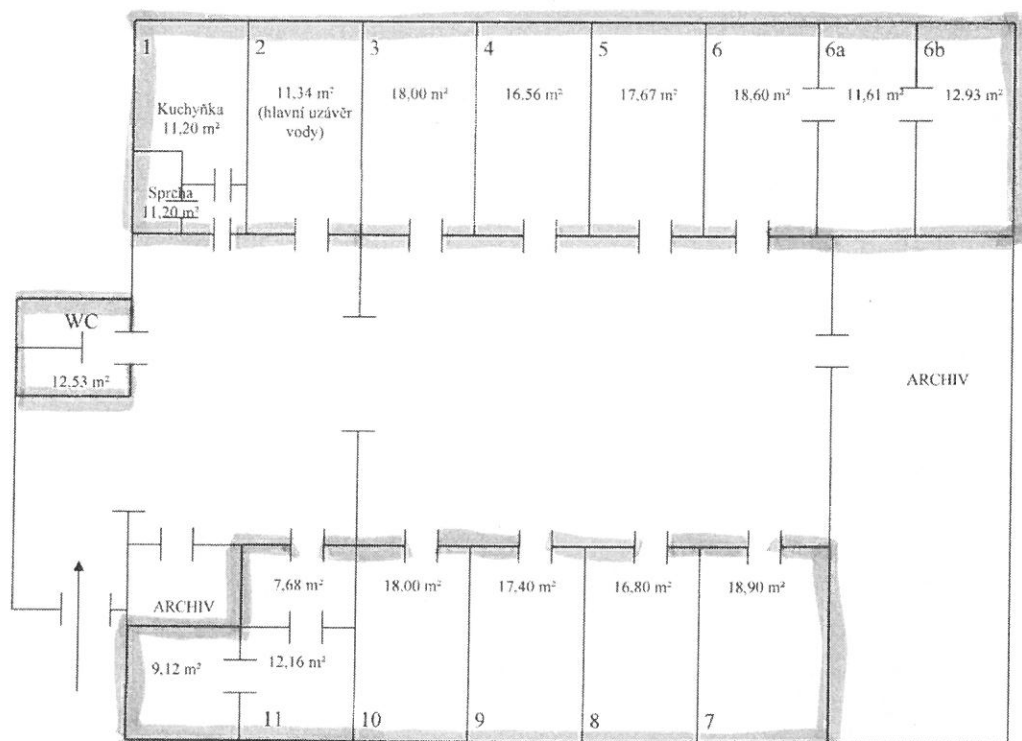 1
2
3
4
5
6
6a
6b
Kuchyňka
11,20 m²
11,34 m²
(hlavní uzávěr
vody)
18,00 m²
16.56 m²
17,67 m²
18,60 m²
11,61 m²
12.93 m²
Sprcha
11,20 m²
WC
12,53 m²
ARCHIV
7,68 m²
18,00 m²
17,40 m²
16,80 m²
18,90 m²
ARCHIV
9,12 m²
12,16 m²
11
10
9
8
7